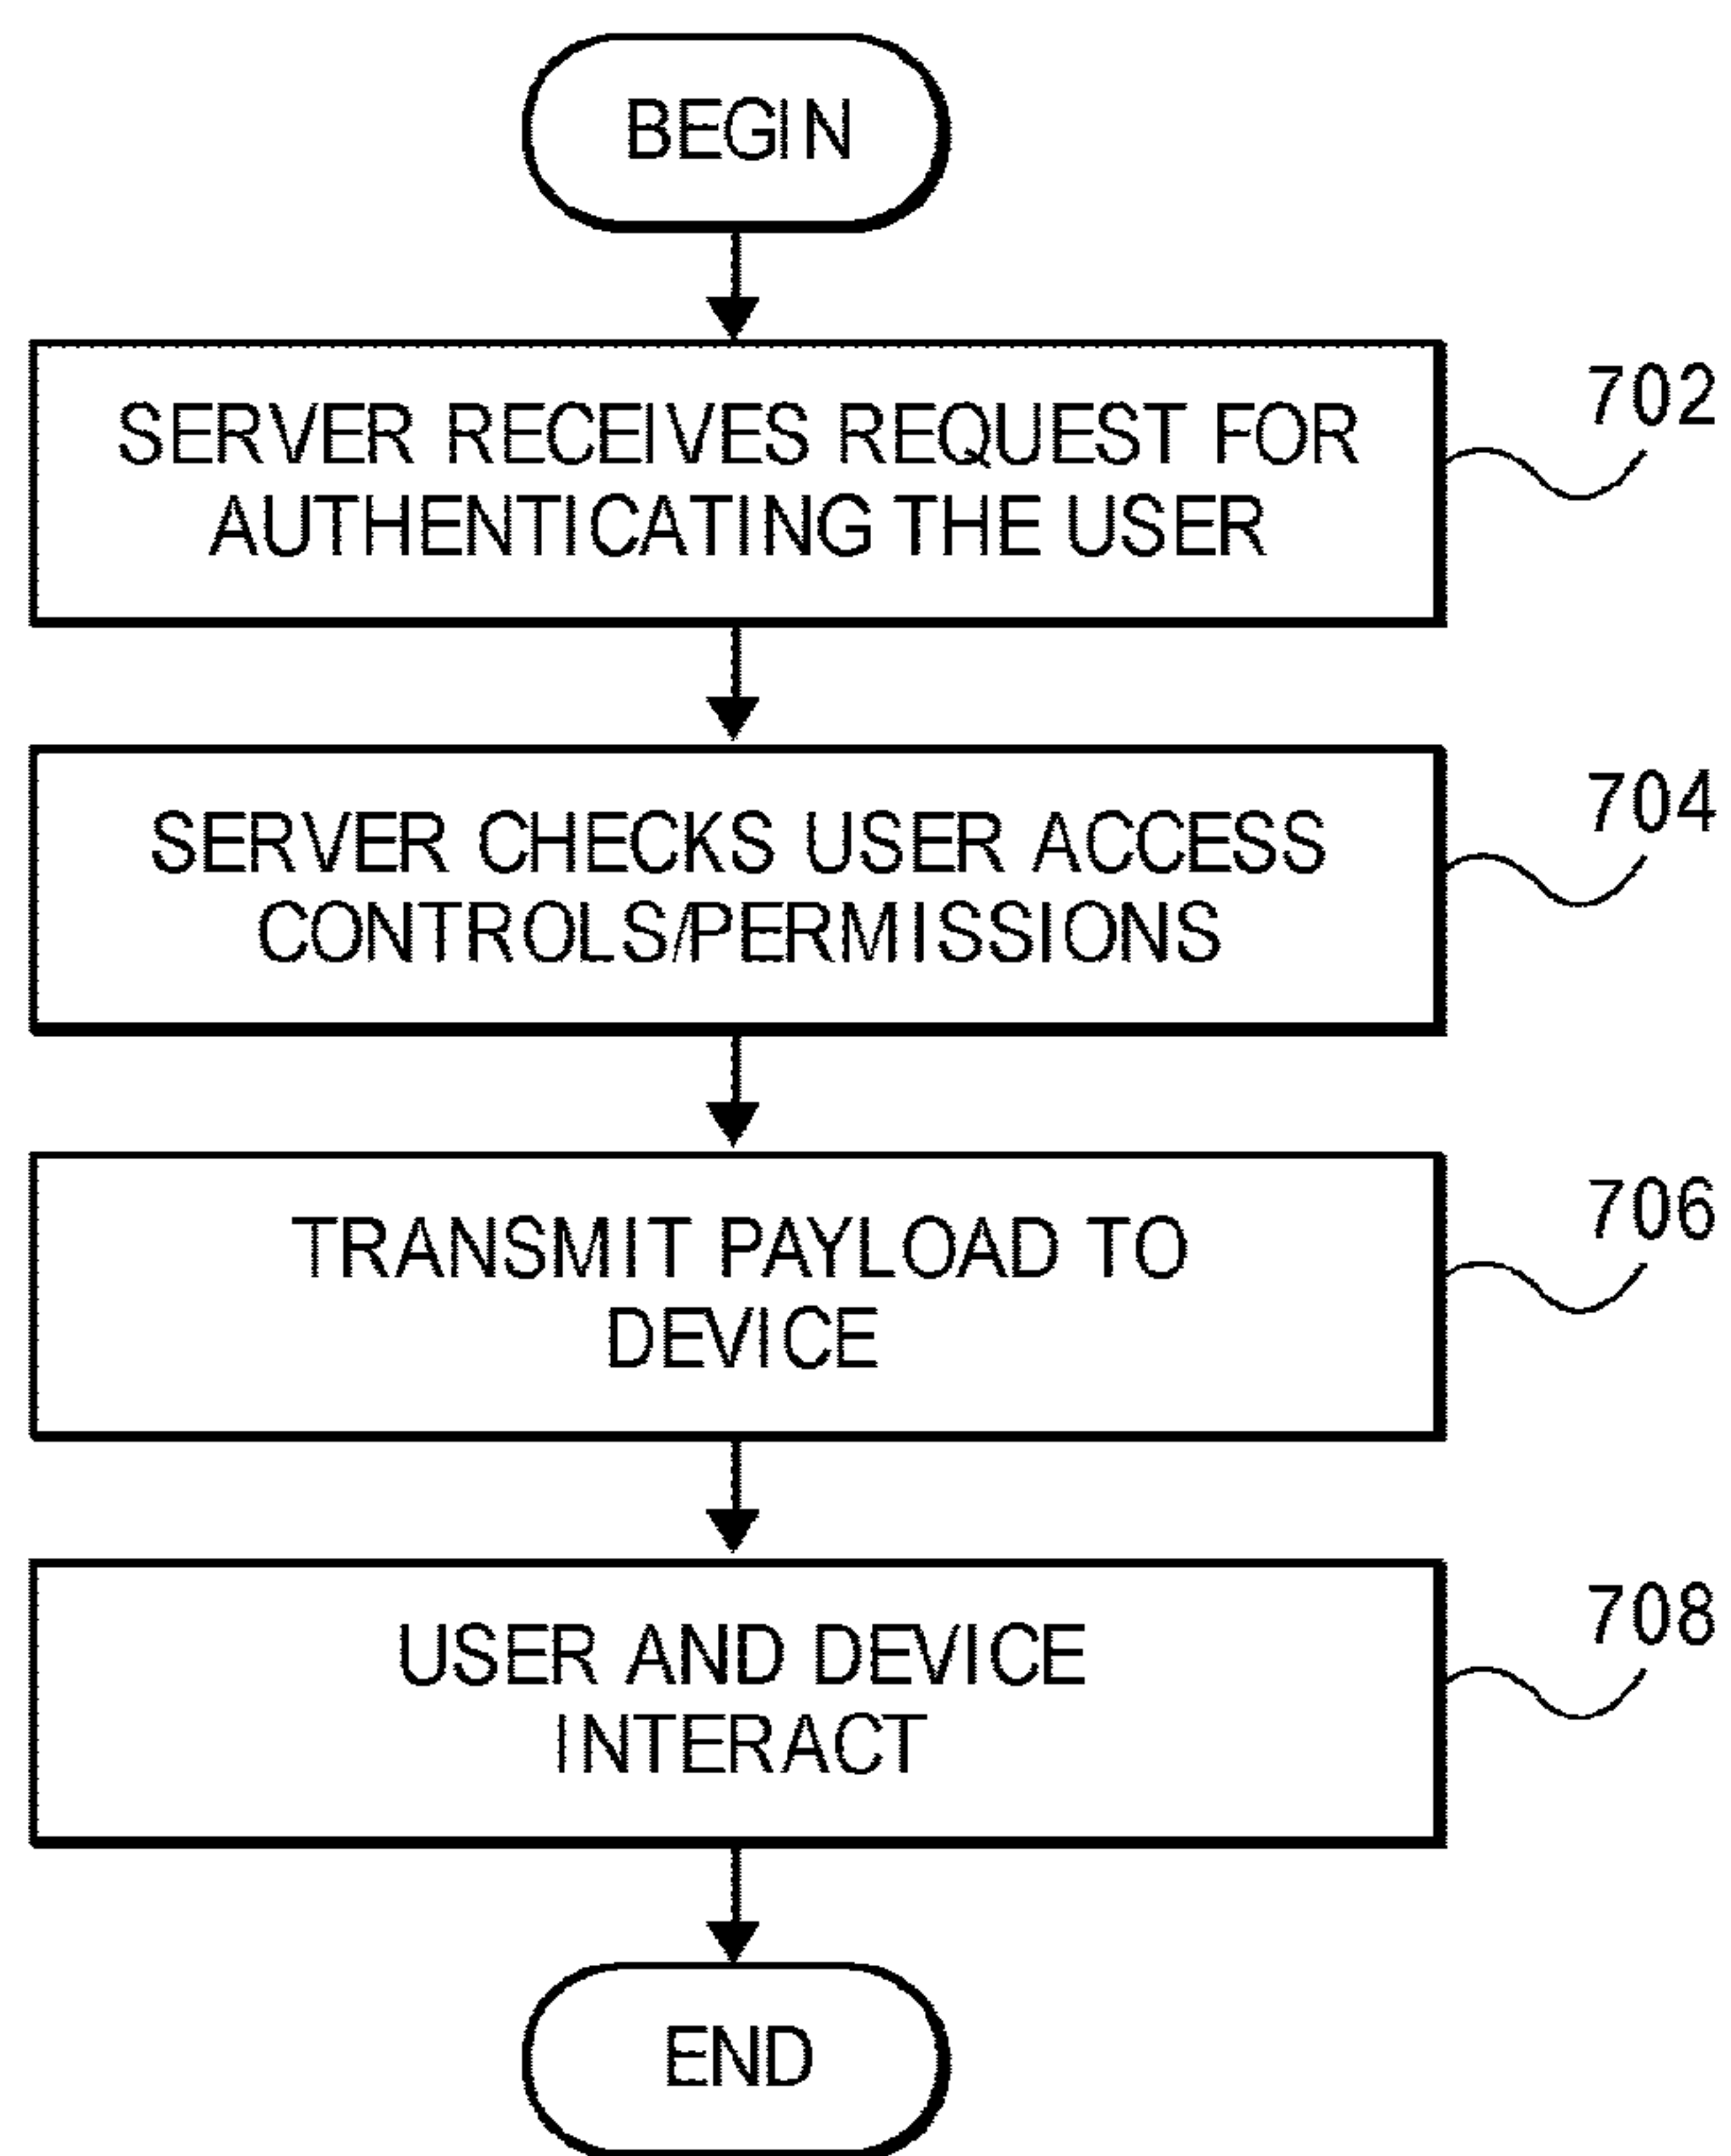 BEGIN
SERVER RECEIVES REQUEST FOR
AUTHENTICATING THE USER
702
SERVER CHECKS USER ACCESS
CONTROLS/PERMISSIONS
704
TRANSMIT PAYLOAD TO
DEVICE
706
USER AND DEVICE
INTERACT
708
END